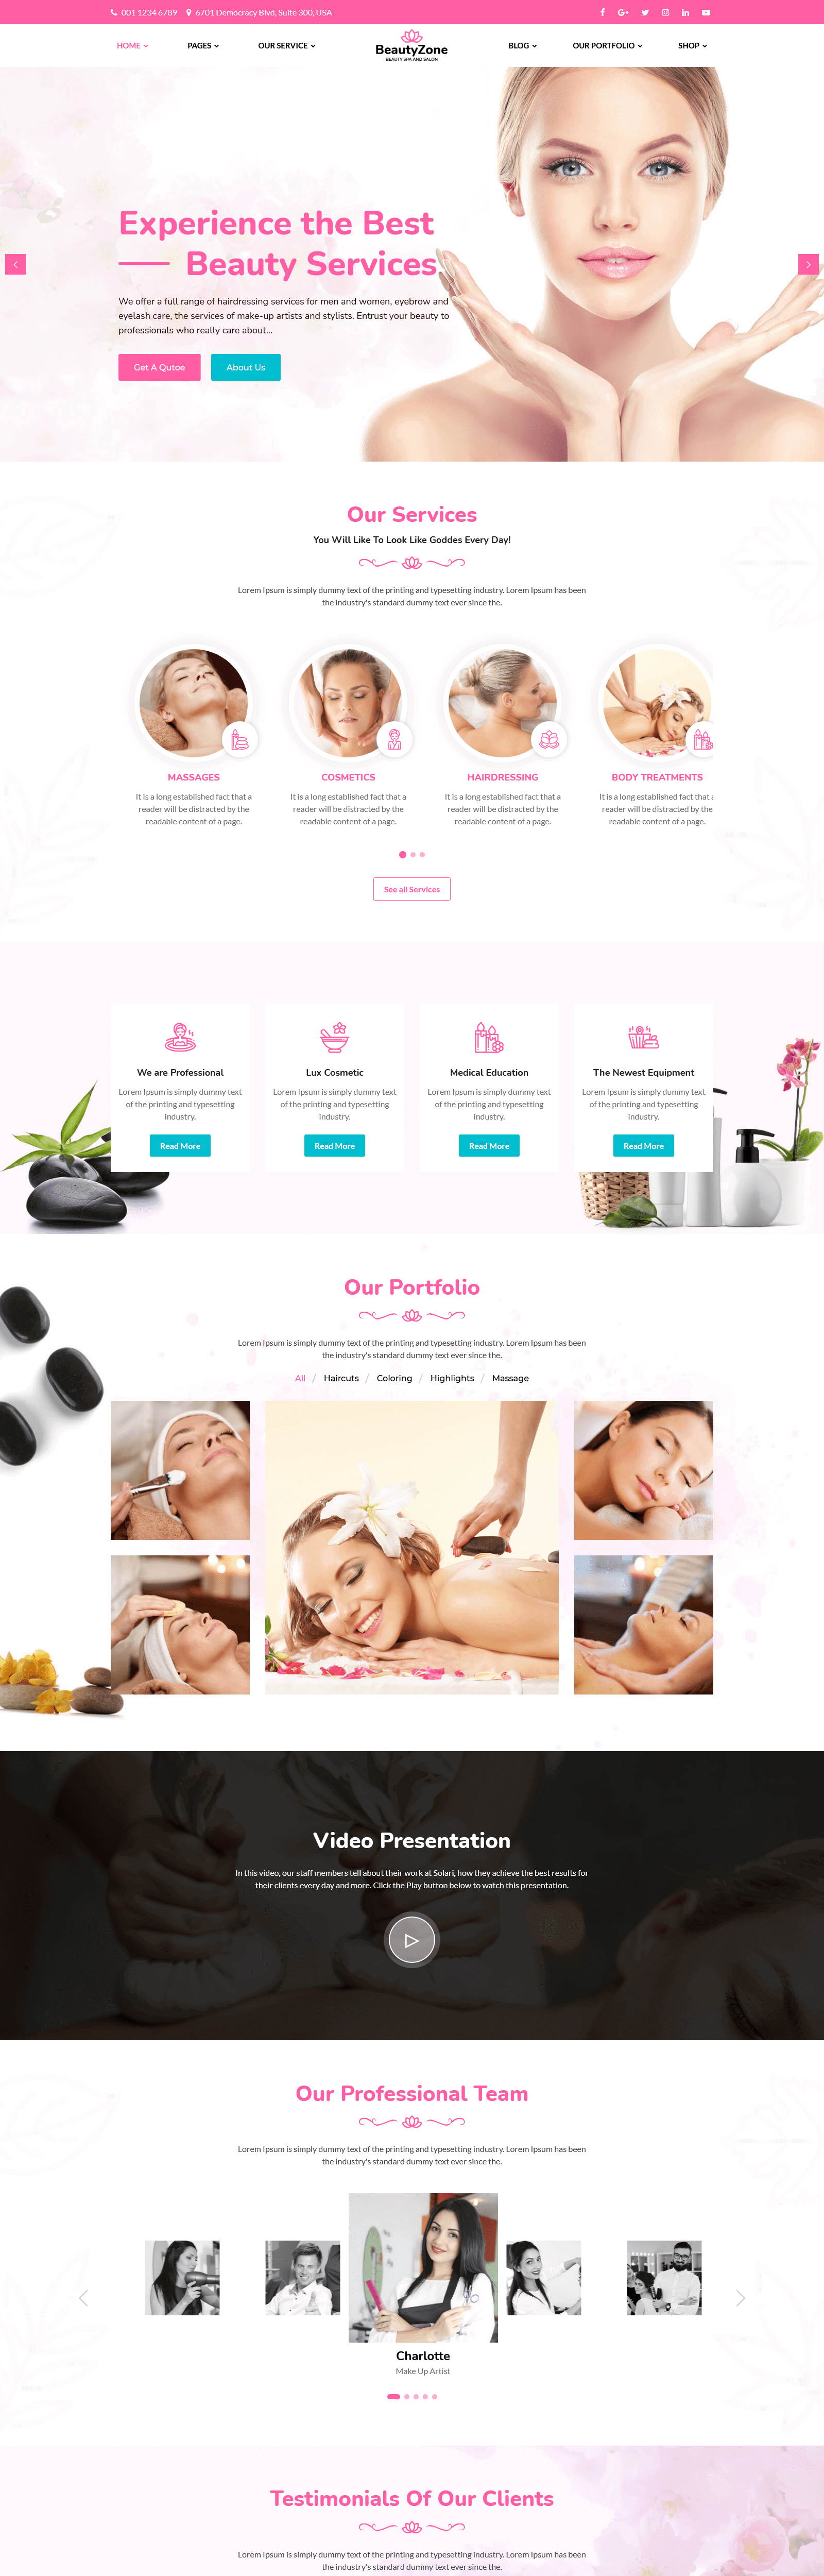 001 1234 6789 6701 Democracy Blvd, Suite 300, USA
HOME PAGES OUR SERVICE BeautyZone BLOG OUR PORTFOLIO SHOP
BEAUTY SPA AND SALON
Experience the Best
Beauty Services
We offer a full range of hairdressing services for men and women, eyebrow and
eyelash care, the services of make-up artists and stylists. Entrust your beauty to
professionals who really care about...
Get A Qutoe About Us
Our Services
You Will Like To Look Like Goddes Every Day!
Lorem Ipsum is simply dummy text of the printing and typesetting industry. Lorem Ipsum has been
the industry's standard dummy text ever since the.
MASSAGES COSMETICS HAIRDRESSING BODY TREATMENTS
It is a long established fact that a It is a long established fact that a It is a long established fact that a It is a long established fact that a
reader will be distracted by the reader will be distracted by the reader will be distracted by the reader will be distracted by the
readable content of a page. readable content of a page. readable content of a page. readable content of a page.
See all Services
We are Professional Lux Cosmetic Medical Education The Newest Equipment
Lorem Ipsum is simply dummy text Lorem Ipsum is simply dummy text Lorem Ipsum is simply dummy text Lorem Ipsum is simply dummy text
of the printing and typesetting of the printing and typesetting of the printing and typesetting of the printing and typesetting
industry. industry. industry. industry.
Read More Read More Read More Read More
Our Portfolio
Lorem Ipsum is simply dummy text of the printing and typesetting industry. Lorem Ipsum has been
the industry's standard dummy text ever since the.
All / Haircuts / Coloring / Highlights / Massage
Video Presentation
In this video, our staff members tell about their work at Solari, how they achieve the best results for
their clients every day and more. Click the Play button below to watch this presentation.
Our Professional Team
Lorem Ipsum is simply dummy text of the printing and typesetting industry. Lorem Ipsum has been
the industry's standard dummy text ever since the.
Charlotte
Make Up Artist
Testimonials Of Our Clients
Lorem Ipsum is simply dummy text of the printing and typesetting industry. Lorem Ipsum has been
the industry's standard dummy text ever since the.